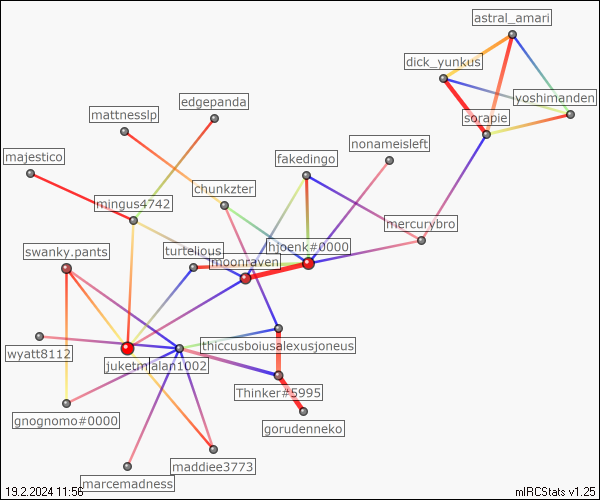 astral_amari
dick_yunkus
yoshimanden
edgepanda
mattnesslp
sorapie
nonameisleft
majestico
fakedingo
chunkzter
mingus4742
mercurybro
hjoenk#0000
swanky.pants
turtelious
moonraven
thiccusboiusalexusjoneus
wyatt8112
juketm
alan1002
Thinker#5995
gnognomo#0000
gorudenneko
maddiee3773
marcemadness
19.2.2024 11:56
mIRCStats v1.25